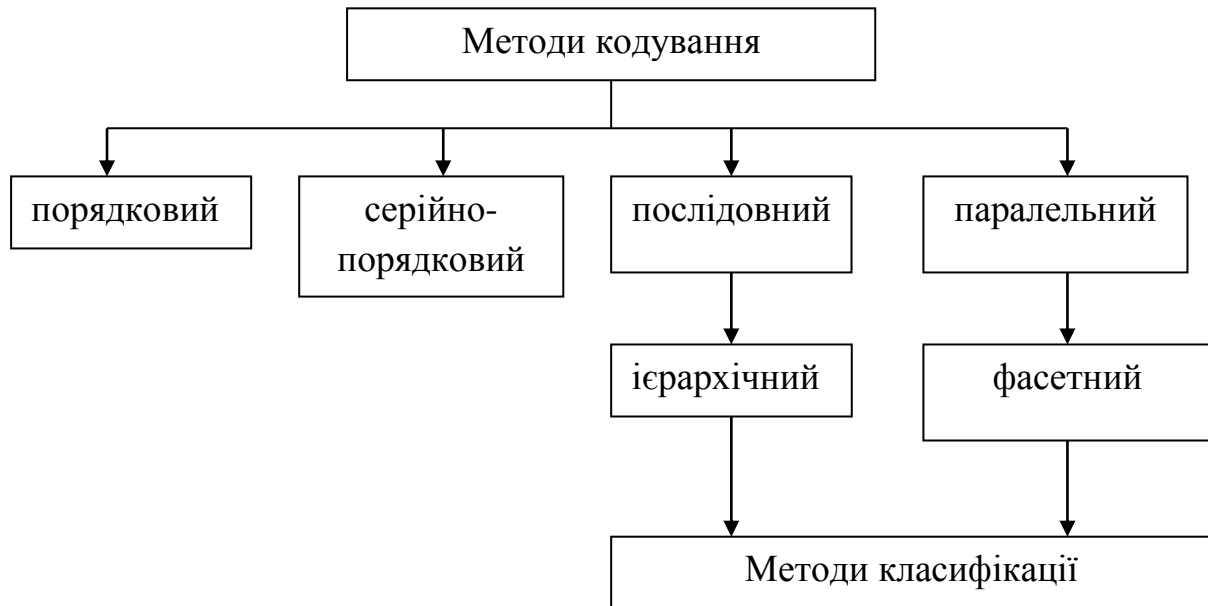 Методи кодування
порядковий
серійно-
порядковий
послідовний
паралельний
ієрархічний
фасетний
Методи класифікації